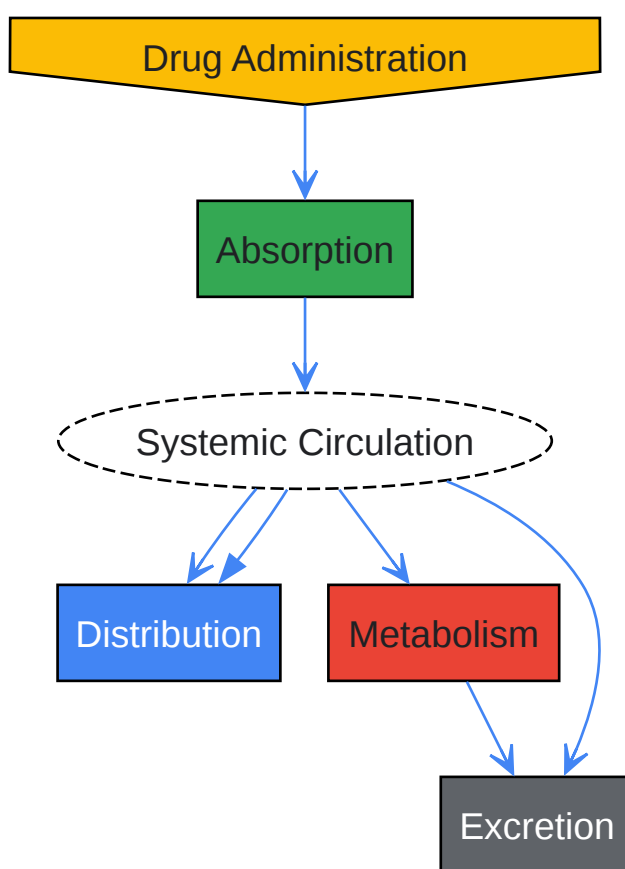 Drug Administration
Absorption
Systemic Circulation
Distribution
Metabolism
Excretion